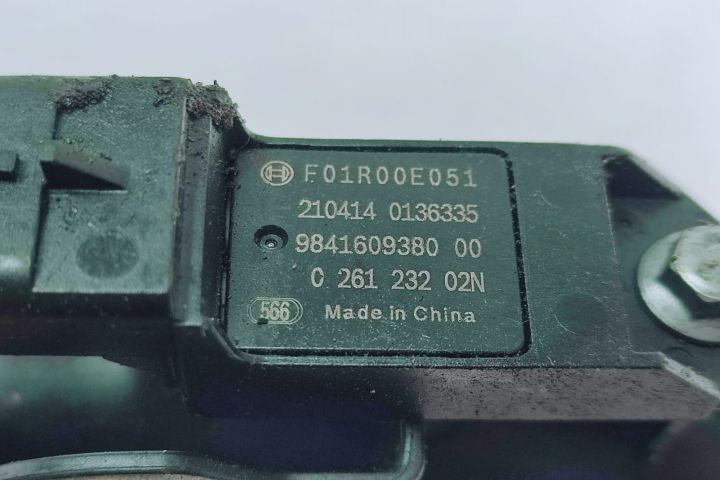 F01R00E051
210414 0136335
9841609380 00
0 261 232 02N
566 Made in China